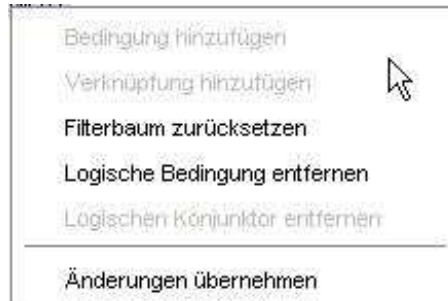 Bedingung hinzufügen
Verknüpfung hinzufügen
Filterbaum zurücksetzen
Logische Bedingung entfernen
Logischen Konjunktor entfernen
Änderungen übernehmen